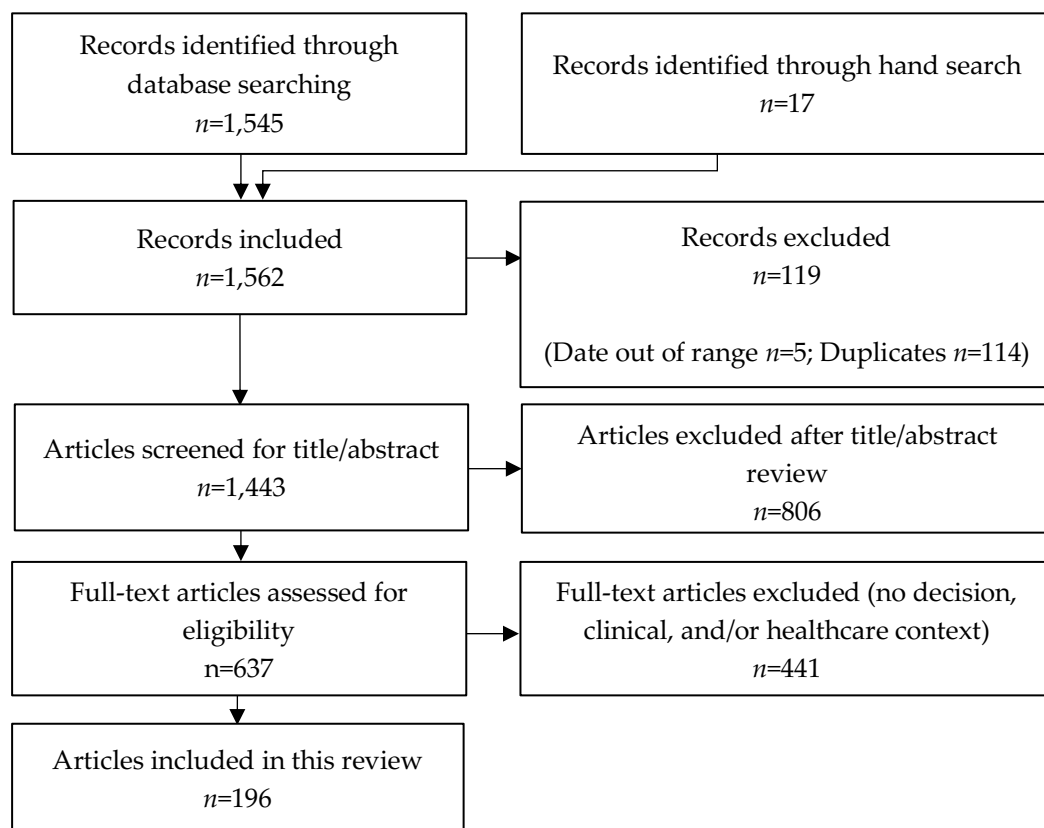 Records identified through
database searching
n=1,545
Records identified through hand search
n=17
Records included
n=1,562
Records excluded
n=119
(Date out of range n=5; Duplicates n=114)
Articles screened for title/abstract
n=1,443
Articles excluded after title/abstract
review
n=806
Full-text articles assessed for
eligibility
n=637
Full-text articles excluded (no decision,
clinical, and/or healthcare context)
n=441
Articles included in this review
n=196